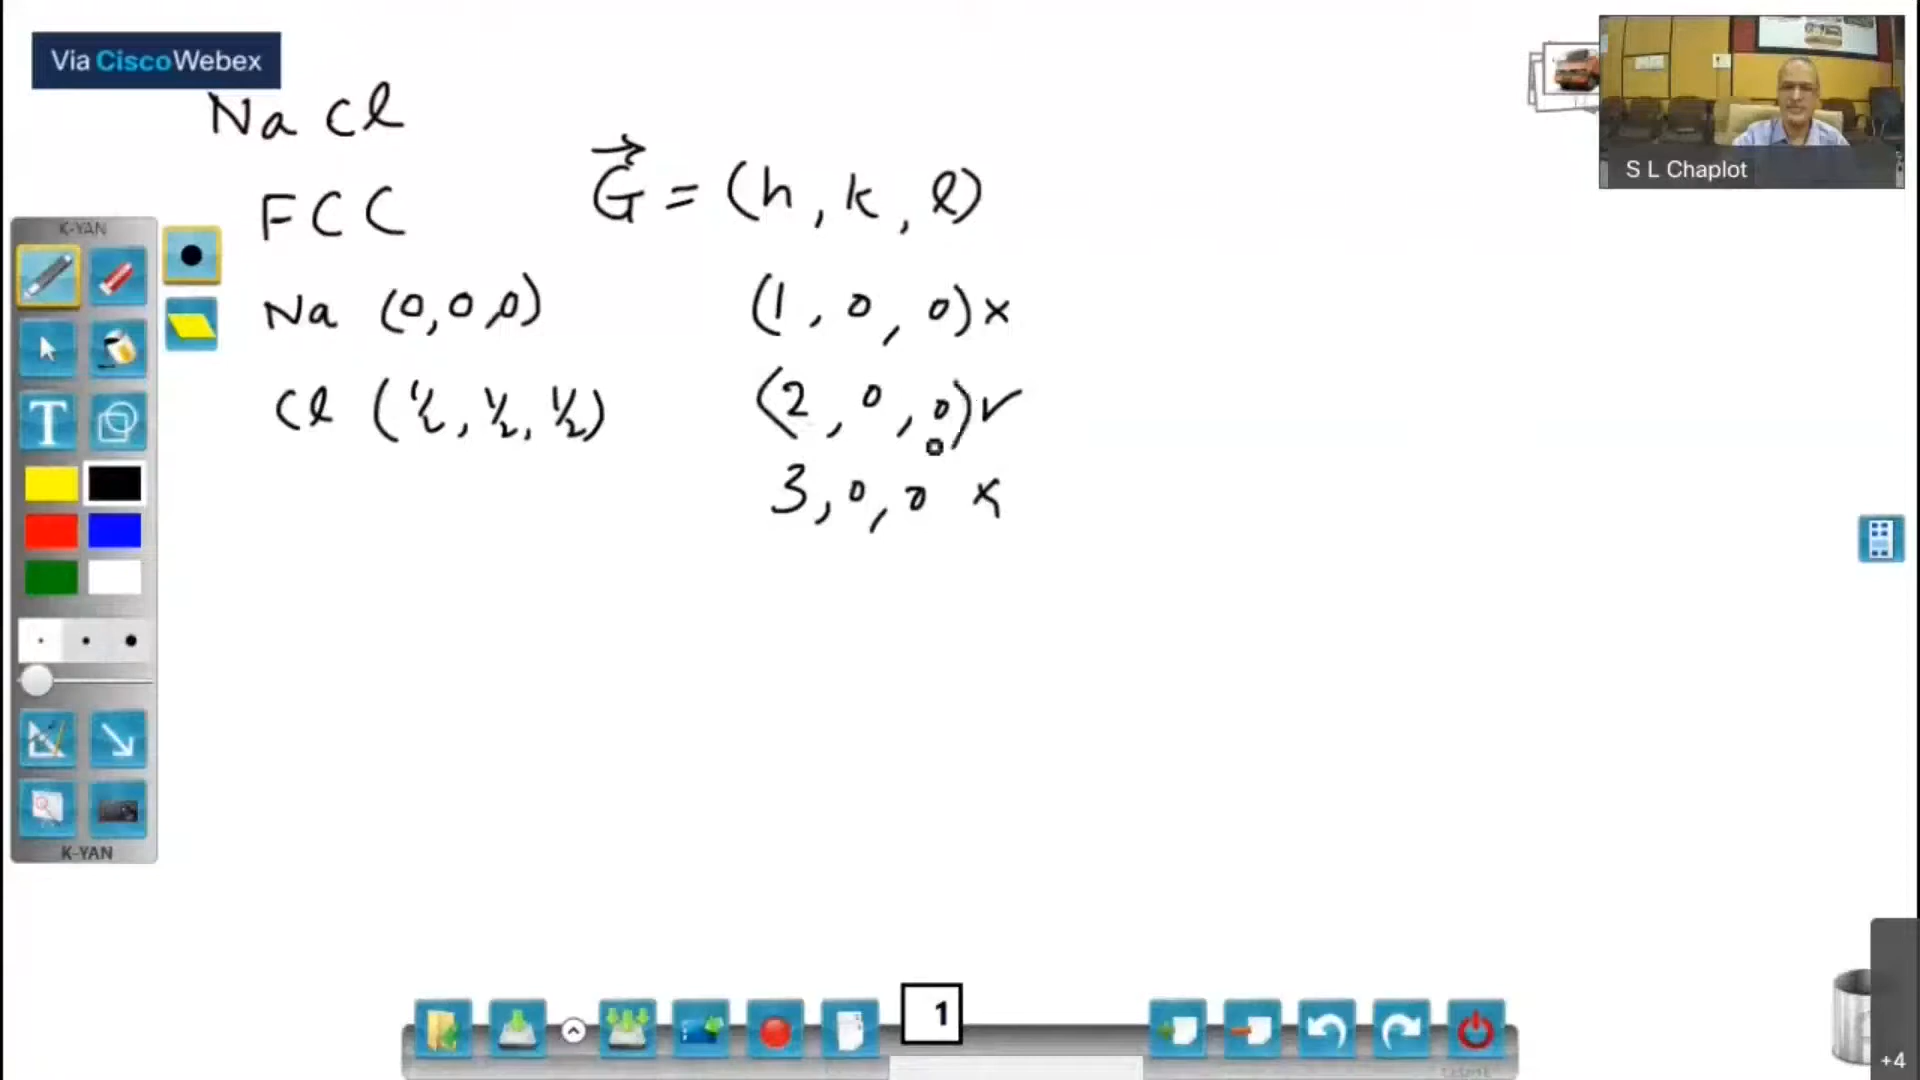 Via CiscoWebex
Na Cl
FCC
Na (0,0,0)
Cl (1/2, 1/2, 1/2)
G⃗ = (h, k, l)
(1, 0, 0) ×
(2, 0, 0) ✓
3, 0, 0 ×
S L Chaplot
K-YAN
T
K-YAN
1
+4